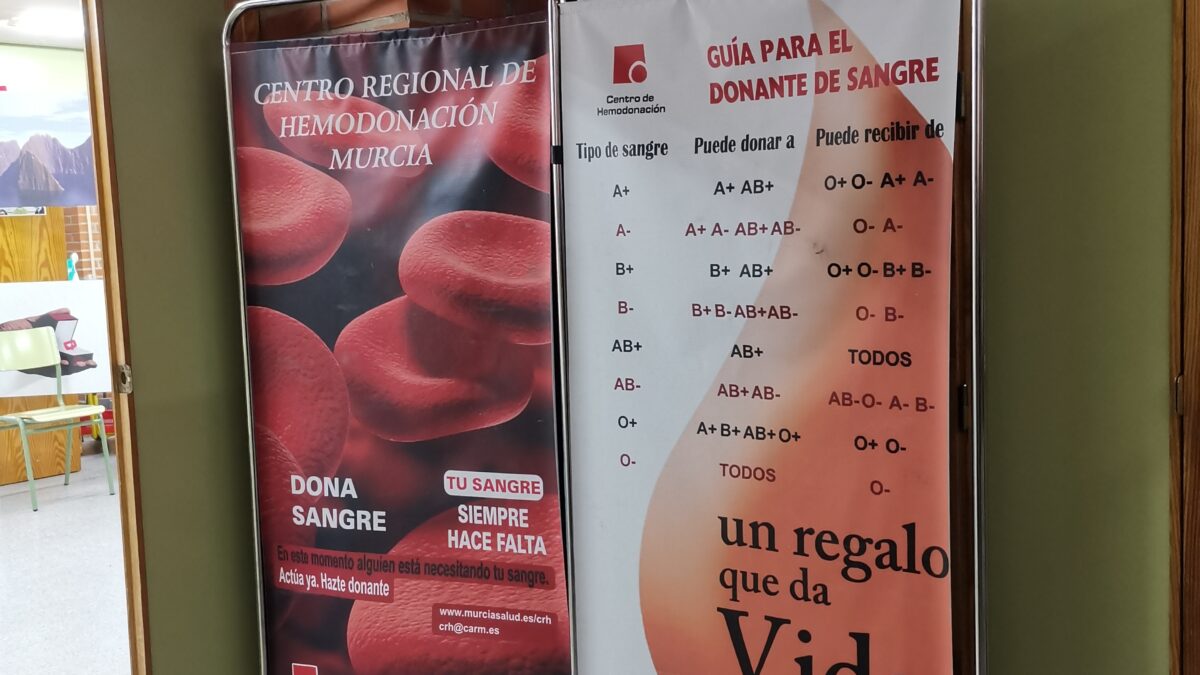 CENTRO REGIONAL DE
HEMODONACIÓN
MURCIA
DONA
SANGRE
TU SANGRE
SIEMPRE
HACE FALTA
En este momento alguien está necesitando tu sangre.
Actúa ya. Hazte donante
www.murciasalud.es/crh
crh@carm.es
Centro de
Hemodonación
GUÍA PARA EL
DONANTE DE SANGRE
Tipo de sangre Puede donar a Puede recibir de
A+ A+ AB+ O+ O- A+ A-
A- A+ A- AB+ AB- O- A-
B+ B+ AB+ O+ O- B+ B-
B- B+ B- AB+ AB- O- B-
AB+ AB+ TODOS
AB- AB+ AB- AB- O- A- B-
O+ A+ B+ AB+ O+ O+ O-
O- TODOS O-
un regalo
que da
Vid